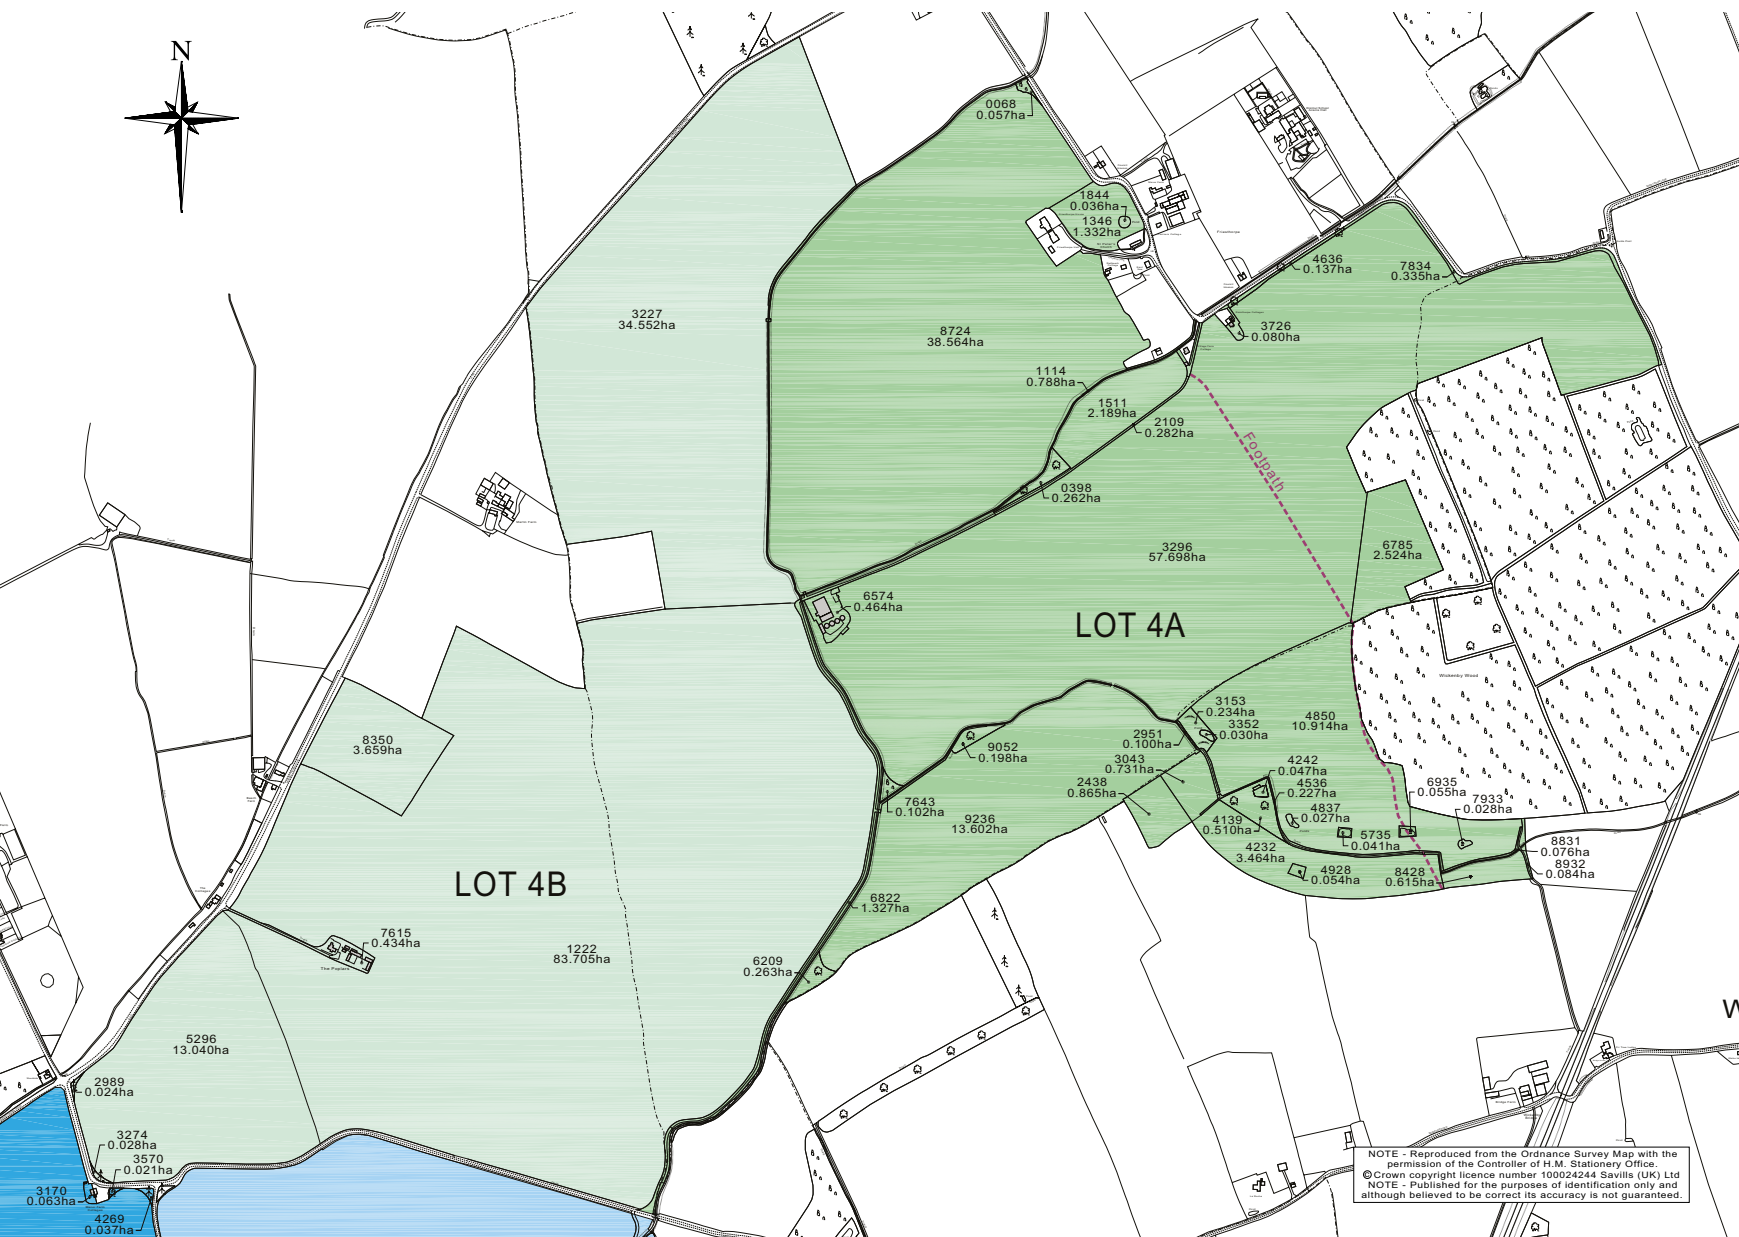 N
0068
0.057ha
1844
0.036ha
1346
1.332ha
4636
0.137ha
7834
0.335ha
3227
34.552ha
8724
38.564ha
3726
0.080ha
1114
0.788ha
1511
2.189ha
2109
0.282ha
Footpath
0398
0.262ha
3296
57.698ha
6785
2.524ha
6574
0.464ha
LOT 4A
Wickenby Wood
3153
0.234ha
3352
0.030ha
4850
10.914ha
2951
0.100ha
8350
3.659ha
9052
0.198ha
3043
0.731ha
4242
0.047ha
2438
0.865ha
4536
0.227ha
6935
0.055ha
7933
0.028ha
7643
0.102ha
9236
13.602ha
4139
0.510ha
4837
0.027ha
5735
0.041ha
8831
0.076ha
4232
3.464ha
4928
0.054ha
8428
0.615ha
8932
0.084ha
LOT 4B
6822
1.327ha
7615
0.434ha
The Poplars
1222
83.705ha
6209
0.263ha
W
5296
13.040ha
2989
0.024ha
3274
0.028ha
3570
0.021ha
3170
0.063ha
4269
0.037ha
Bridge Farm
NOTE - Reproduced from the Ordnance Survey Map with the
permission of the Controller of H.M. Stationery Office.
© Crown copyright licence number 100024244 Savills (UK) Ltd
NOTE - Published for the purposes of identification only and
although believed to be correct its accuracy is not guaranteed.